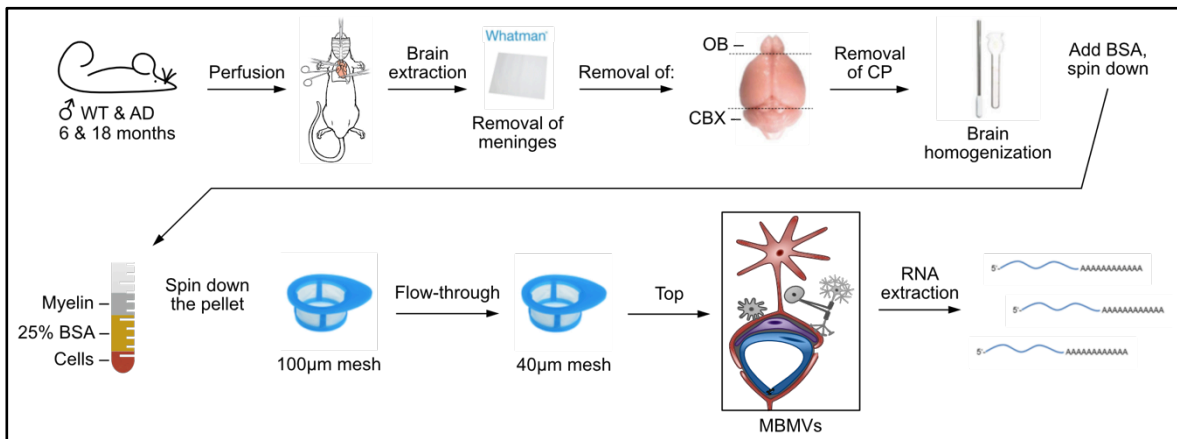 ♂ WT & AD
6 & 18 months
Perfusion
Brain
extraction
Whatman®
Removal of
meninges
Removal of:
OB
CBX
Removal
of CP
Brain
homogenization
Add BSA,
spin down
Myelin
25% BSA
Cells
Spin down
the pellet
100µm mesh
Flow-through
40µm mesh
Top
MBMVs
RNA
extraction
5' AAAAAAAAAAAA
5' AAAAAAAAAAAA
5' AAAAAAAAAAAA